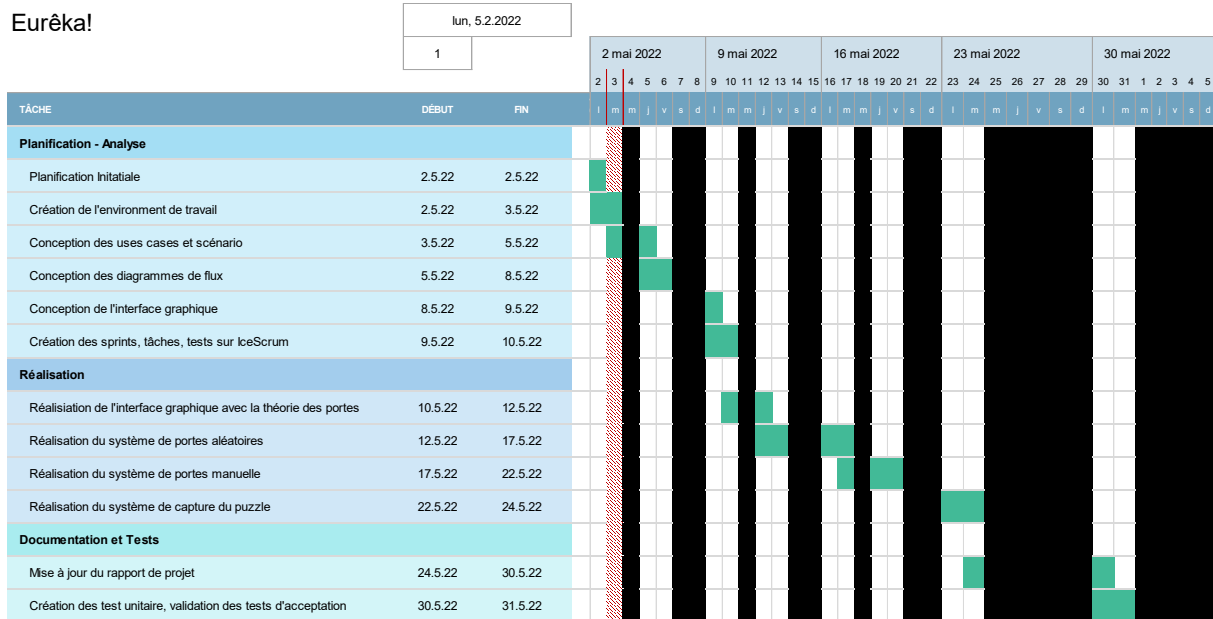 Eurêka!
lun, 5.2.2022
1
2 mai 2022 9 mai 2022 16 mai 2022 23 mai 2022 30 mai 2022
2 3 4 5 6 7 8 9 10 11 12 13 14 15 16 17 18 19 20 21 22 23 24 25 26 27 28 29 30 31 1 2 3 4 5
TÂCHE DÉBUT FIN l m m j v s d l m m j v s d l m m j v s d l m m j v s d l m m j v s d
Planification - Analyse
Planification Initatiale 2.5.22 2.5.22
Création de l'environment de travail 2.5.22 3.5.22
Conception des uses cases et scénario 3.5.22 5.5.22
Conception des diagrammes de flux 5.5.22 8.5.22
Conception de l'interface graphique 8.5.22 9.5.22
Création des sprints, tâches, tests sur IceScrum 9.5.22 10.5.22
Réalisation
Réalisiation de l'interface graphique avec la théorie des portes 10.5.22 12.5.22
Réalisation du système de portes aléatoires 12.5.22 17.5.22
Réalisation du système de portes manuelle 17.5.22 22.5.22
Réalisation du système de capture du puzzle 22.5.22 24.5.22
Documentation et Tests
Mise à jour du rapport de projet 24.5.22 30.5.22
Création des test unitaire, validation des tests d'acceptation 30.5.22 31.5.22